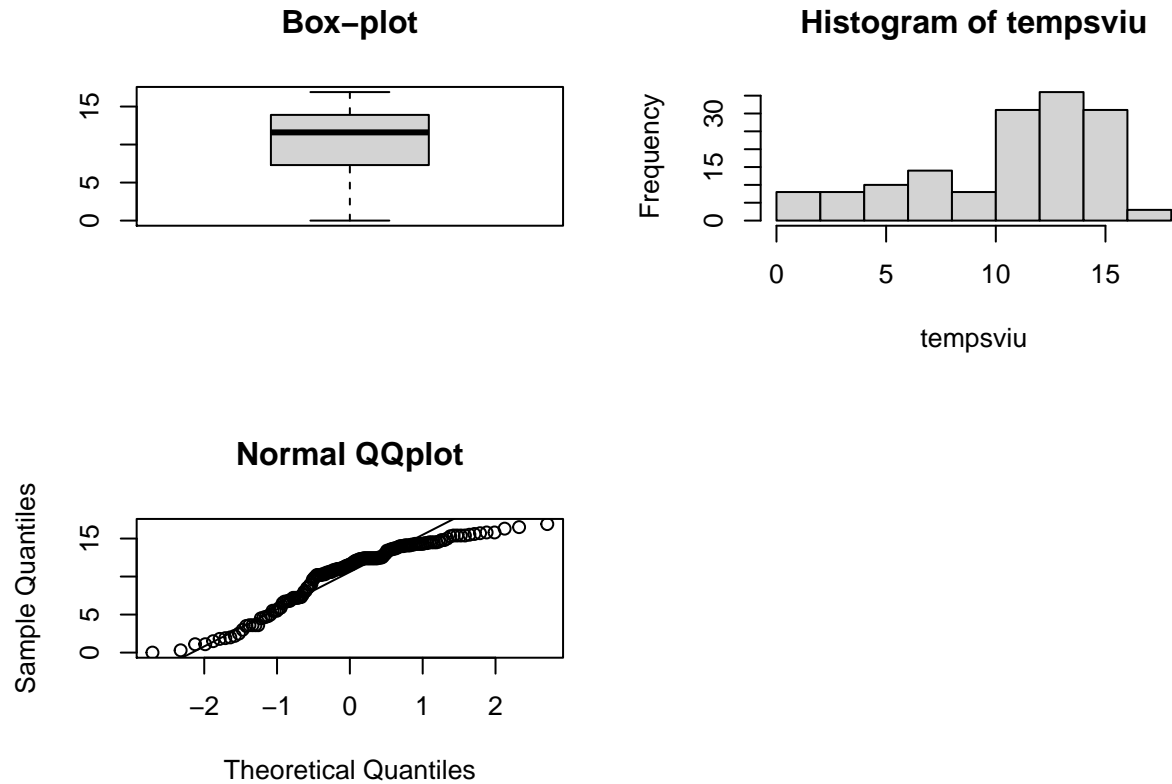 Box−plot
15
5
0
Histogram of tempsviu
Frequency
30
15
0
0 5 10 15
tempsviu
Normal QQplot
Sample Quantiles
15
5
0
−2 −1 0 1 2
Theoretical Quantiles